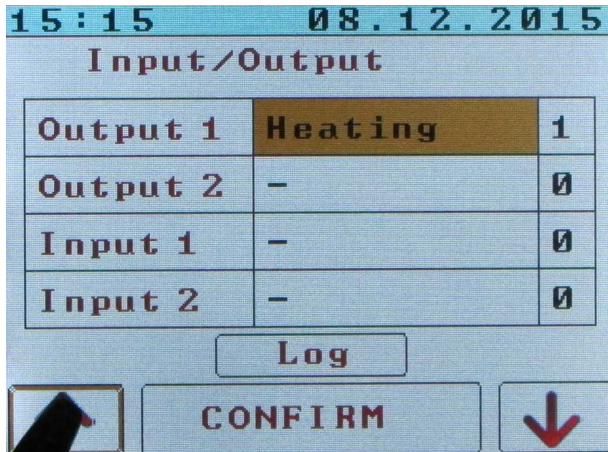 15:15 08.12.2015
Input/Output
Output 1 Heating 1
Output 2 - 0
Input 1 - 0
Input 2 - 0
Log
CONFIRM